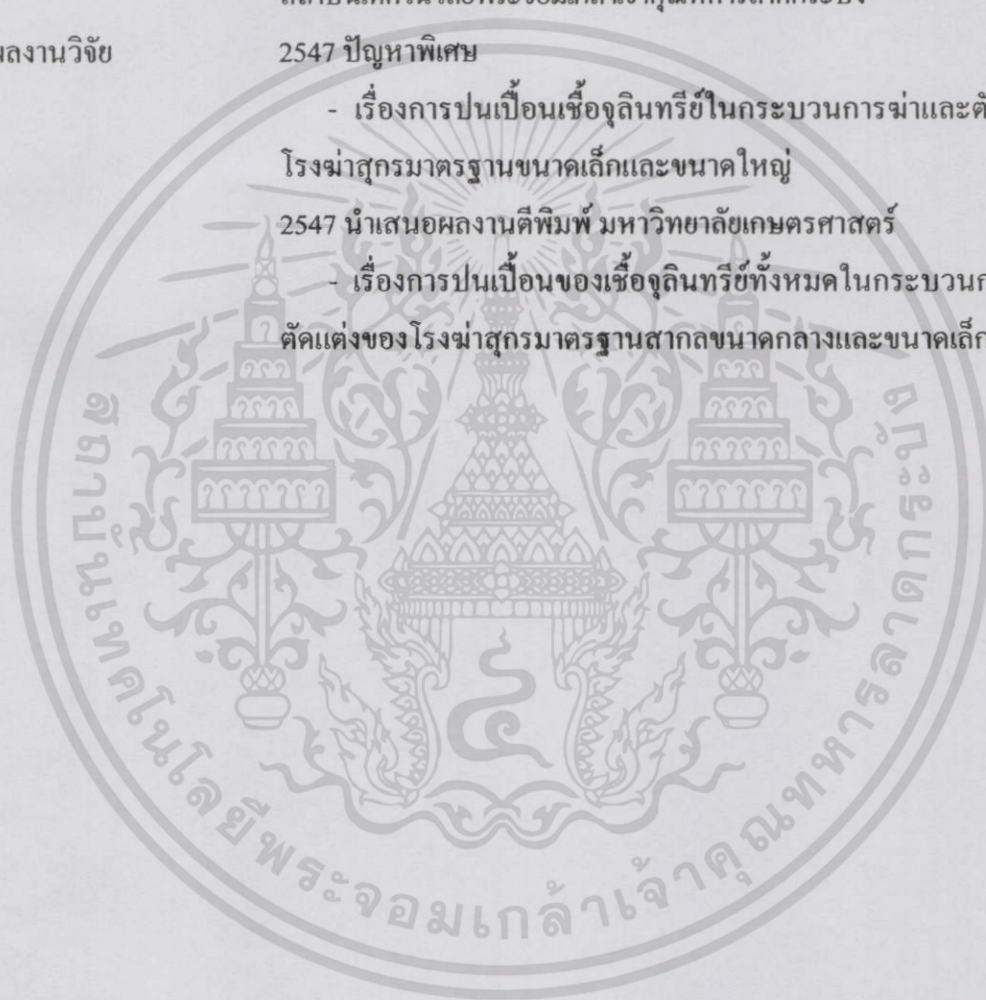 ผลงานวิจัย 2547 ปัญหาพิเศษ
- เรื่องการปนเปื้อนเชื้อจุลินทรีย์ในกระบวนการฆ่าและ
โรงฆ่าสุกรมาตรฐานขนาดเล็กและขนาดใหญ่
2547 นำเสนอผลงานตีพิมพ์ มหาวิทยาลัยเกษตรศาสตร์
- เรื่องการปนเปื้อนของเชื้อจุลินทรีย์ทั้งหมดในกระบวน
ตัดแต่งของโรงฆ่าสุกรมาตรฐานสากลขนาดกลางและขนาดเล็ก
สถาบันเทคโนโลยีพระจอมเกล้าเจ้าคุณทหารลาดกระบัง